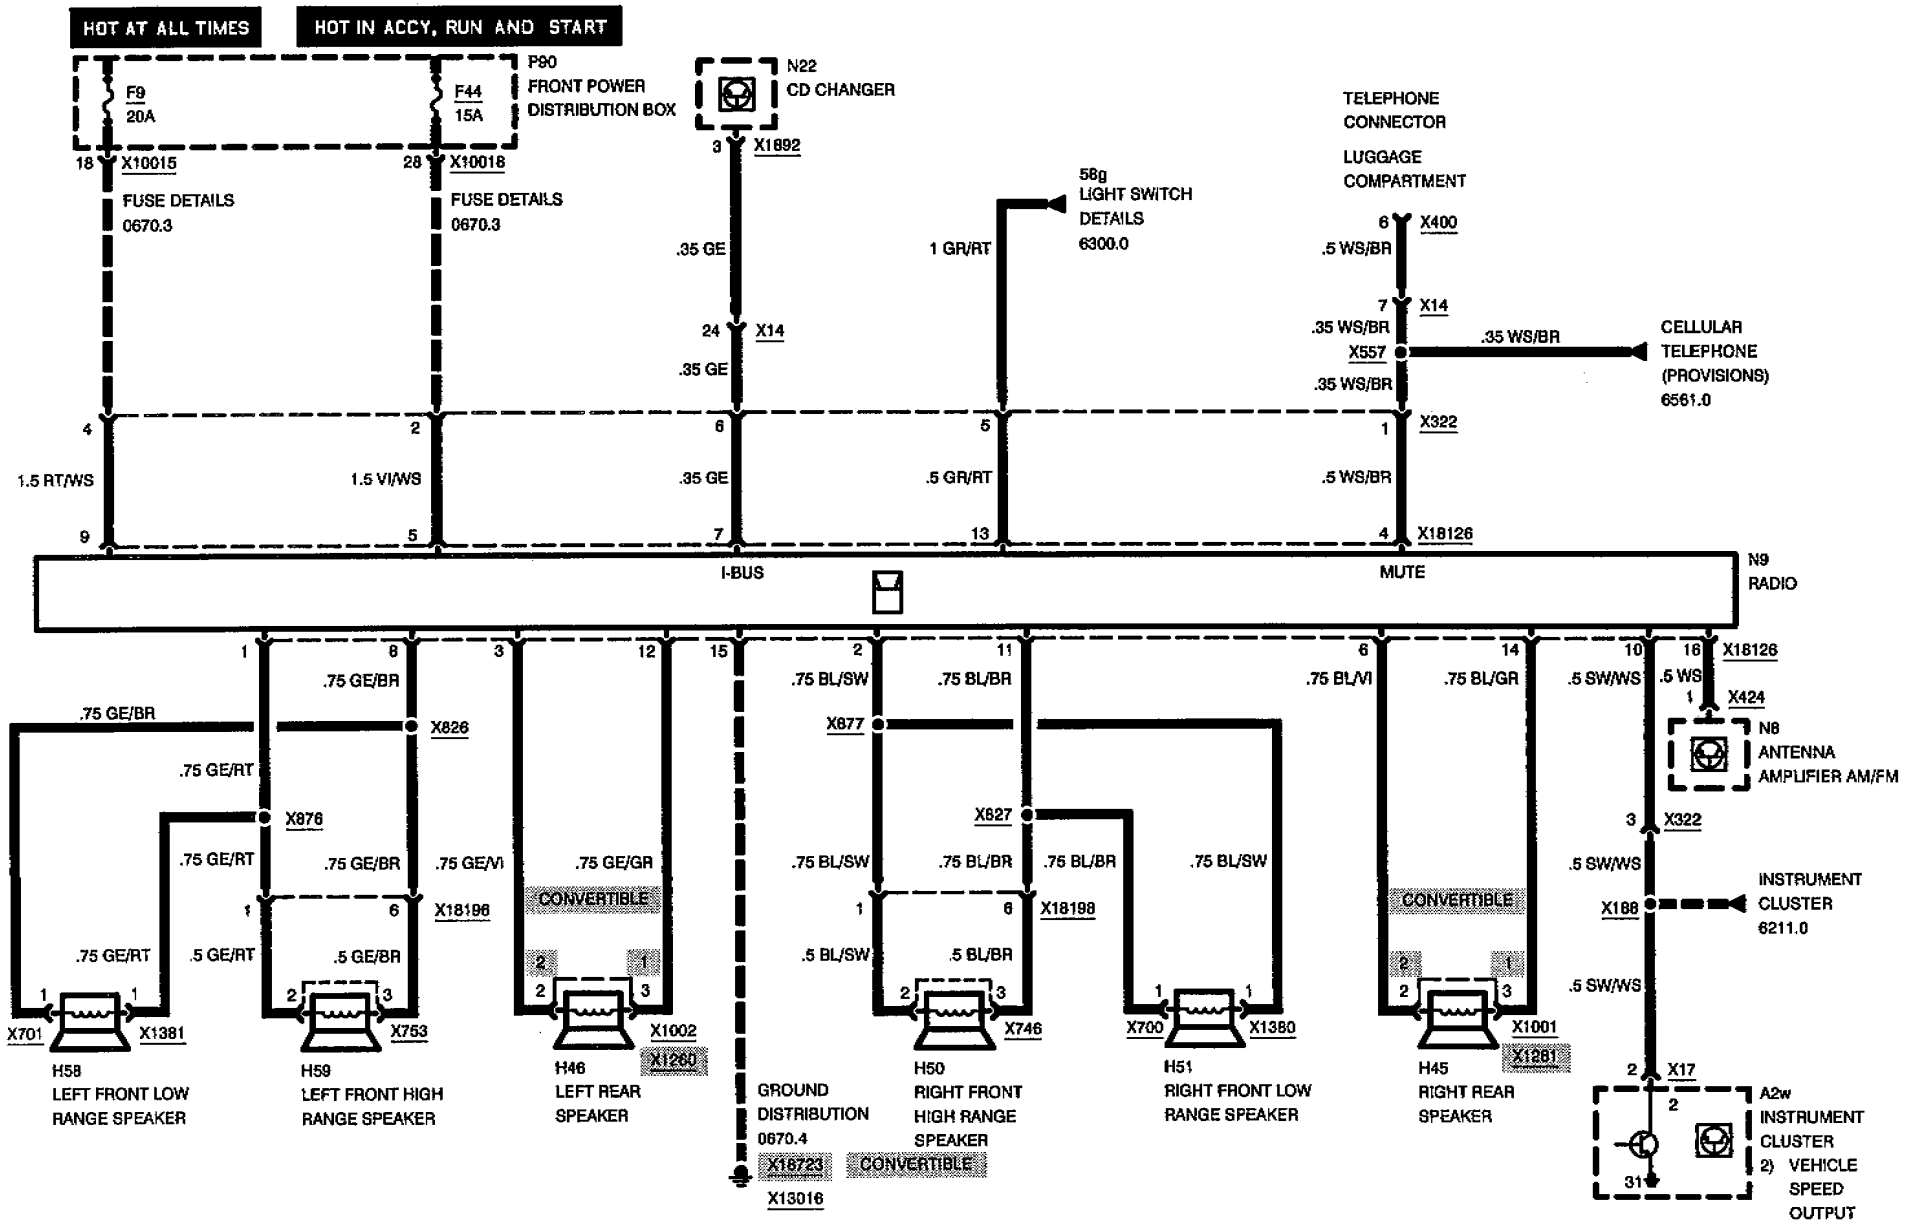 HOT AT ALL TIMES
HOT IN ACCY, RUN AND START
F9
20A
F44
15A
P90
FRONT POWER
DISTRIBUTION BOX
N22
CD CHANGER
18 X10015
28 X10018
3 X1892
FUSE DETAILS
0670.3
FUSE DETAILS
0670.3
TELEPHONE
CONNECTOR
LUGGAGE
COMPARTMENT
58g
LIGHT SWITCH
DETAILS
6300.0
6 X400
.35 GE
1 GR/RT
.5 WS/BR
7 X14
24 X14
.35 WS/BR
X557
.35 WS/BR
CELLULAR
TELEPHONE
(PROVISIONS)
6561.0
.35 GE
.35 WS/BR
4 2 6 5 1 X322
1.5 RT/WS
1.5 VI/WS
.35 GE
.5 GR/RT
.5 WS/BR
9 5 7 13 4 X18126
I-BUS
MUTE
N9
RADIO
1 8 3 12 15 2 11 6 14 10 16 X18126
.75 GE/BR
.75 BL/SW
.75 BL/BR
.75 BL/VI
.75 BL/GR
.5 SW/WS
.5 WS
1 X424
.75 GE/BR
X826
X877
N8
ANTENNA
AMPLIFIER AM/FM
.75 GE/RT
X876
X827
3 X322
.75 GE/RT
.75 GE/BR
.75 GE/VI
.75 GE/GR
.75 BL/SW
.75 BL/BR
.75 BL/BR
.75 BL/SW
.5 SW/WS
CONVERTIBLE
CONVERTIBLE
INSTRUMENT
CLUSTER
6211.0
X188
1 6 X18196
1 6 X18198
.75 GE/RT
.5 GE/RT
.5 GE/BR
.5 BL/SW
.5 BL/BR
.5 SW/WS
2 1
2 1
1 1
2 3
2 3
2 3
1 1
2 3
X701
X1381
X753
X1002
X1260
X746
X700
X1380
X1001
X1261
H58
LEFT FRONT LOW
RANGE SPEAKER
H59
LEFT FRONT HIGH
RANGE SPEAKER
H46
LEFT REAR
SPEAKER
GROUND
DISTRIBUTION
0670.4
X18723 CONVERTIBLE
X13016
H50
RIGHT FRONT
HIGH RANGE
SPEAKER
H51
RIGHT FRONT LOW
RANGE SPEAKER
H45
RIGHT REAR
SPEAKER
2 X17
2
31
A2w
INSTRUMENT
CLUSTER
2) VEHICLE
SPEED
OUTPUT